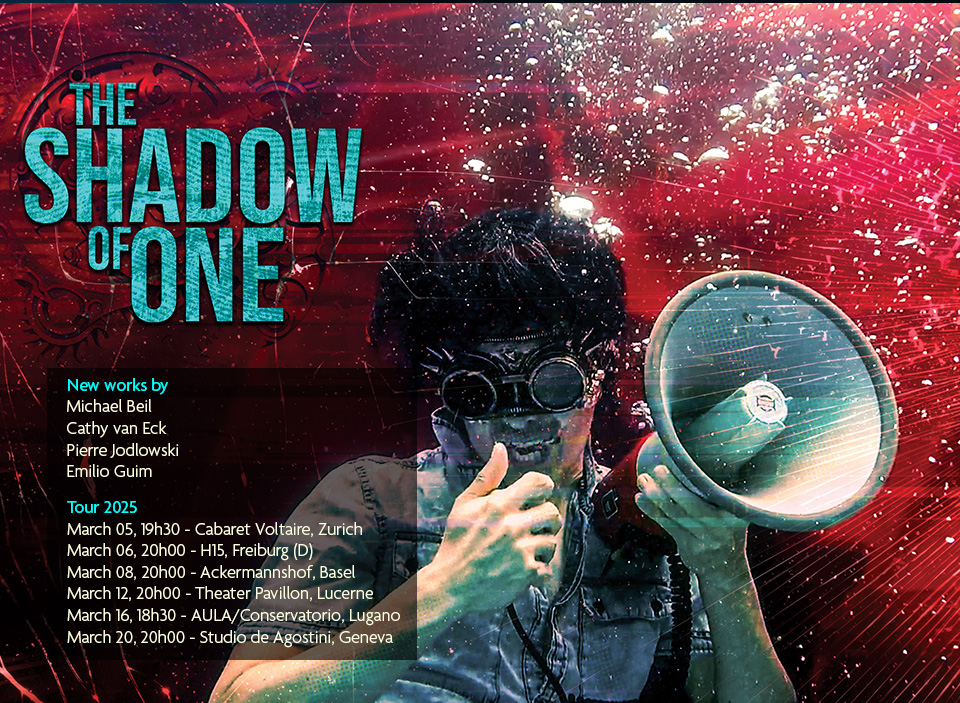 THE
SHADOW
OF ONE
New works by
Michael Beil
Cathy van Eck
Pierre Jodlowski
Emilio Guim
Tour 2025
March 05, 19h30 - Cabaret Voltaire, Zurich
March 06, 20h00 - H15, Freiburg (D)
March 08, 20h00 - Ackermannshof, Basel
March 12, 20h00 - Theater Pavillon, Lucerne
March 16, 18h30 - AULA/Conservatorio, Lugano
March 20, 20h00 - Studio de Agostini, Geneva